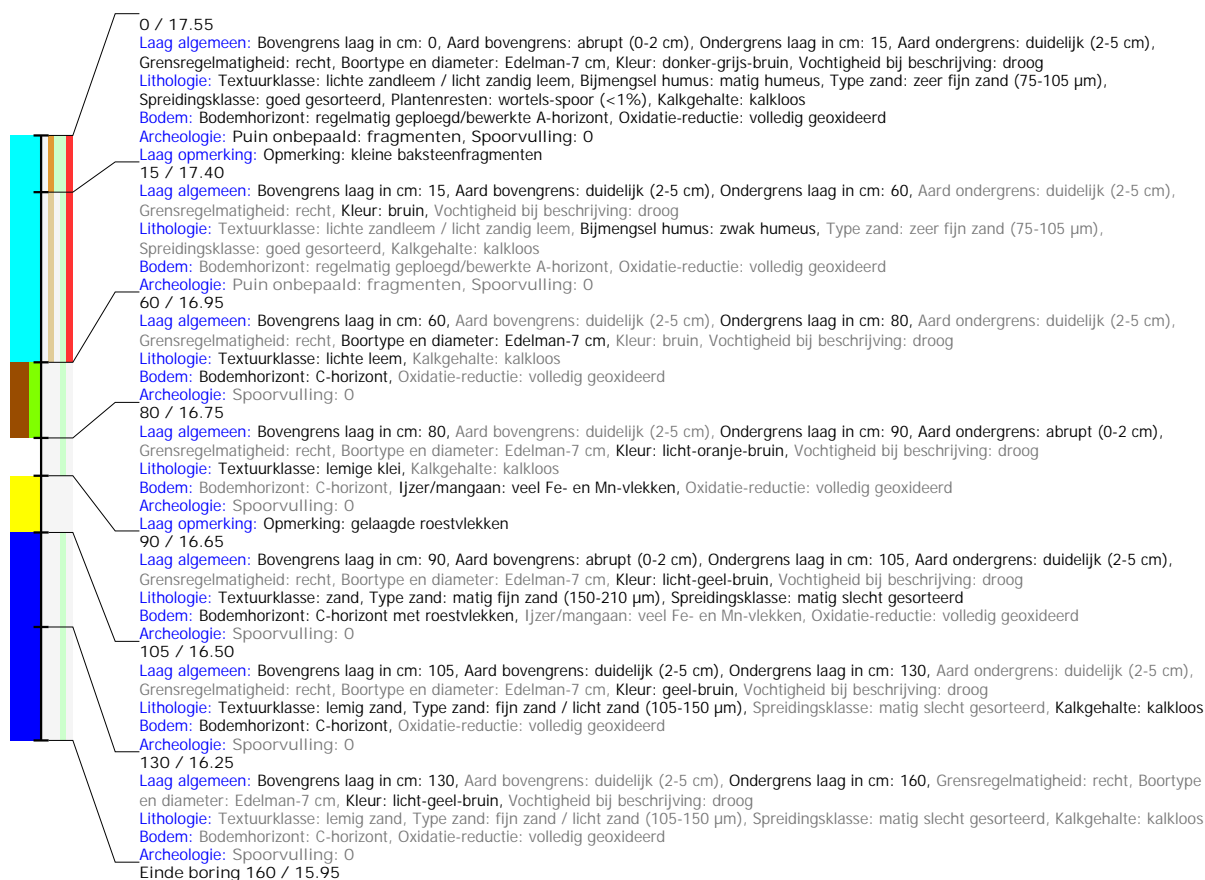 0 / 17.55
Laag algemeen: Bovengrens laag in cm: 0, Aard bovengrens: abrupt (0-2 cm), Ondergrens laag in cm: 15, Aard ondergrens: duidelijk (2-5 cm),
Grensregelmatigheid: recht, Boortype en diameter: Edelman-7 cm, Kleur: donker-grijs-bruin, Vochtigheid bij beschrijving: droog
Lithologie: Textuurklasse: lichte zandleem / licht zandig leem, Bijmengsel humus: matig humeus, Type zand: zeer fijn zand (75-105 µm),
Spreidingsklasse: goed gesorteerd, Plantenresten: wortels-spoor (<1%), Kalkgehalte: kalkloos
Bodem: Bodemhorizont: regelmatig geploegd/bewerkte A-horizont, Oxidatie-reductie: volledig geoxideerd
Archeologie: Puin onbepaald: fragmenten, Spoorvulling: 0
Laag opmerking: Opmerking: kleine baksteenfragmenten
15 / 17.40
Laag algemeen: Bovengrens laag in cm: 15, Aard bovengrens: duidelijk (2-5 cm), Ondergrens laag in cm: 60, Aard ondergrens: duidelijk (2-5 cm),
Grensregelmatigheid: recht, Kleur: bruin, Vochtigheid bij beschrijving: droog
Lithologie: Textuurklasse: lichte zandleem / licht zandig leem, Bijmengsel humus: zwak humeus, Type zand: zeer fijn zand (75-105 µm),
Spreidingsklasse: goed gesorteerd, Kalkgehalte: kalkloos
Bodem: Bodemhorizont: regelmatig geploegd/bewerkte A-horizont, Oxidatie-reductie: volledig geoxideerd
Archeologie: Puin onbepaald: fragmenten, Spoorvulling: 0
60 / 16.95
Laag algemeen: Bovengrens laag in cm: 60, Aard bovengrens: duidelijk (2-5 cm), Ondergrens laag in cm: 80, Aard ondergrens: duidelijk (2-5 cm),
Grensregelmatigheid: recht, Boortype en diameter: Edelman-7 cm, Kleur: bruin, Vochtigheid bij beschrijving: droog
Lithologie: Textuurklasse: lichte leem, Kalkgehalte: kalkloos
Bodem: Bodemhorizont: C-horizont, Oxidatie-reductie: volledig geoxideerd
Archeologie: Spoorvulling: 0
80 / 16.75
Laag algemeen: Bovengrens laag in cm: 80, Aard bovengrens: duidelijk (2-5 cm), Ondergrens laag in cm: 90, Aard ondergrens: abrupt (0-2 cm),
Grensregelmatigheid: recht, Boortype en diameter: Edelman-7 cm, Kleur: licht-oranje-bruin, Vochtigheid bij beschrijving: droog
Lithologie: Textuurklasse: lemige klei, Kalkgehalte: kalkloos
Bodem: Bodemhorizont: C-horizont, Ijzer/mangaan: veel Fe- en Mn-vlekken, Oxidatie-reductie: volledig geoxideerd
Archeologie: Spoorvulling: 0
Laag opmerking: Opmerking: gelaagde roestvlekken
90 / 16.65
Laag algemeen: Bovengrens laag in cm: 90, Aard bovengrens: abrupt (0-2 cm), Ondergrens laag in cm: 105, Aard ondergrens: duidelijk (2-5 cm),
Grensregelmatigheid: recht, Boortype en diameter: Edelman-7 cm, Kleur: licht-geel-bruin, Vochtigheid bij beschrijving: droog
Lithologie: Textuurklasse: zand, Type zand: matig fijn zand (150-210 µm), Spreidingsklasse: matig slecht gesorteerd
Bodem: Bodemhorizont: C-horizont met roestvlekken, Ijzer/mangaan: veel Fe- en Mn-vlekken, Oxidatie-reductie: volledig geoxideerd
Archeologie: Spoorvulling: 0
105 / 16.50
Laag algemeen: Bovengrens laag in cm: 105, Aard bovengrens: duidelijk (2-5 cm), Ondergrens laag in cm: 130, Aard ondergrens: duidelijk (2-5 cm),
Grensregelmatigheid: recht, Boortype en diameter: Edelman-7 cm, Kleur: geel-bruin, Vochtigheid bij beschrijving: droog
Lithologie: Textuurklasse: lemig zand, Type zand: fijn zand / licht zand (105-150 µm), Spreidingsklasse: matig slecht gesorteerd, Kalkgehalte: kalkloos
Bodem: Bodemhorizont: C-horizont, Oxidatie-reductie: volledig geoxideerd
Archeologie: Spoorvulling: 0
130 / 16.25
Laag algemeen: Bovengrens laag in cm: 130, Aard bovengrens: duidelijk (2-5 cm), Ondergrens laag in cm: 160, Grensregelmatigheid: recht, Boortype
en diameter: Edelman-7 cm, Kleur: licht-geel-bruin, Vochtigheid bij beschrijving: droog
Lithologie: Textuurklasse: lemig zand, Type zand: fijn zand / licht zand (105-150 µm), Spreidingsklasse: matig slecht gesorteerd, Kalkgehalte: kalkloos
Bodem: Bodemhorizont: C-horizont, Oxidatie-reductie: volledig geoxideerd
Archeologie: Spoorvulling: 0
Einde boring 160 / 15.95